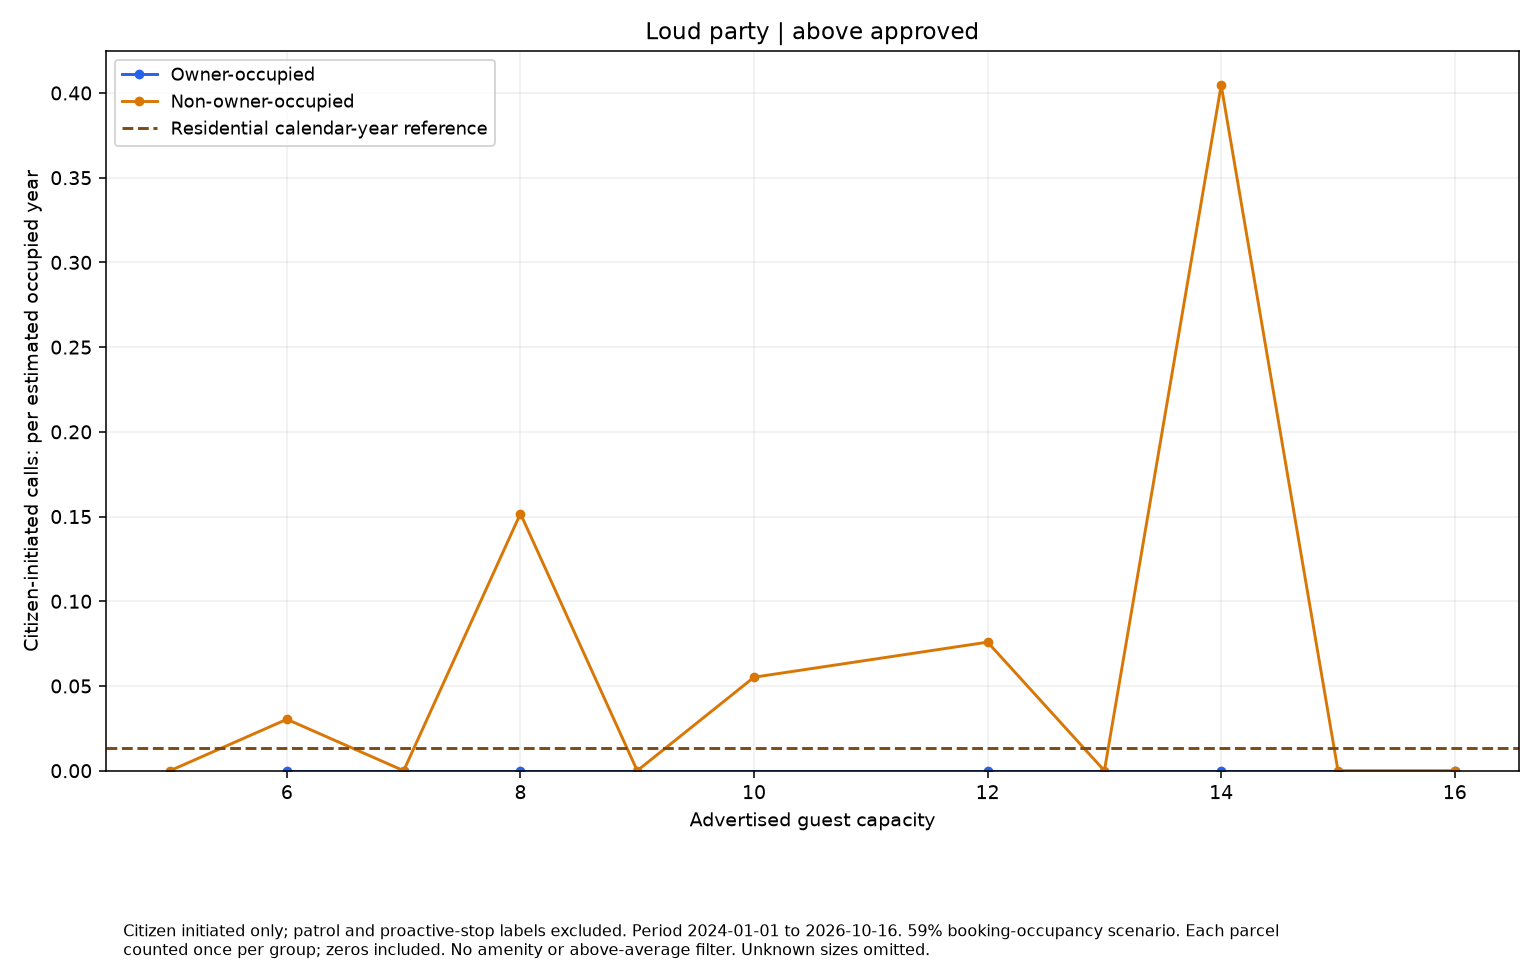 Loud party | above approved
Owner-occupied
Non-owner-occupied
Residential calendar-year reference
Citizen-initiated calls: per estimated occupied year
0.40
0.35
0.30
0.25
0.20
0.15
0.10
0.05
0.00
6 8 10 12 14 16
Advertised guest capacity
Citizen initiated only; patrol and proactive-stop labels excluded. Period 2024-01-01 to 2026-10-16. 59% booking-occupancy scenario. Each parcel
counted once per group; zeros included. No amenity or above-average filter. Unknown sizes omitted.